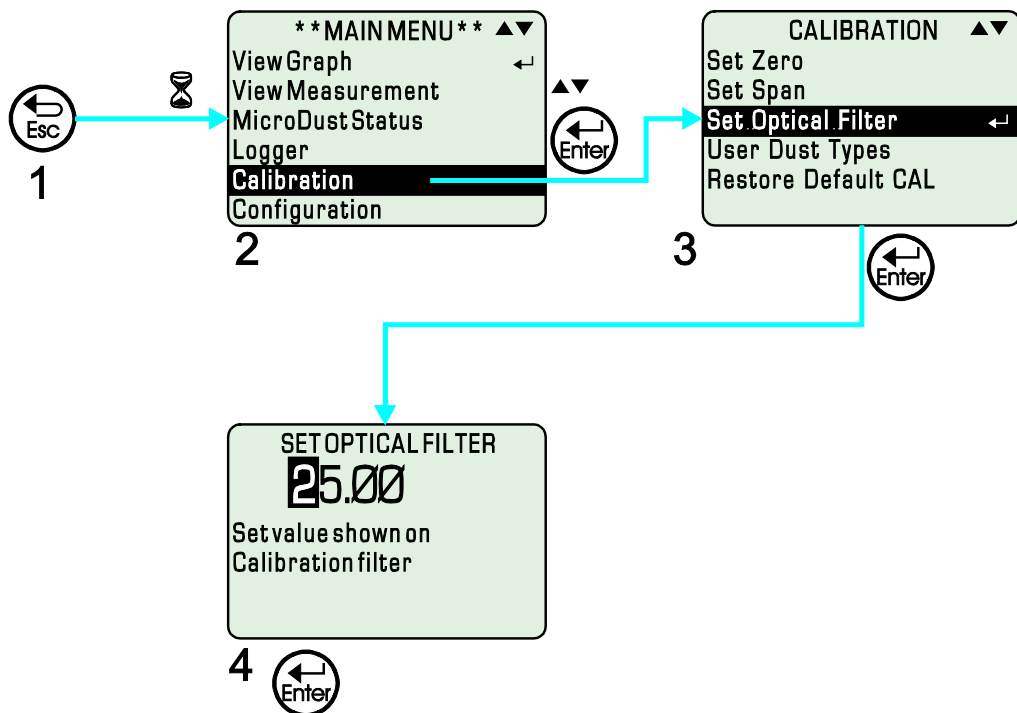 Esc
1
**MAIN MENU** ▲▼
View Graph ↵
View Measurement
MicroDust Status
Logger
Calibration
Configuration
2
▲▼
Enter
CALIBRATION ▲▼
Set Zero
Set Span
Set Optical Filter ↵
User Dust Types
Restore Default CAL
3
Enter
SET OPTICAL FILTER
25.00
Set value shown on
Calibration filter
4
Enter